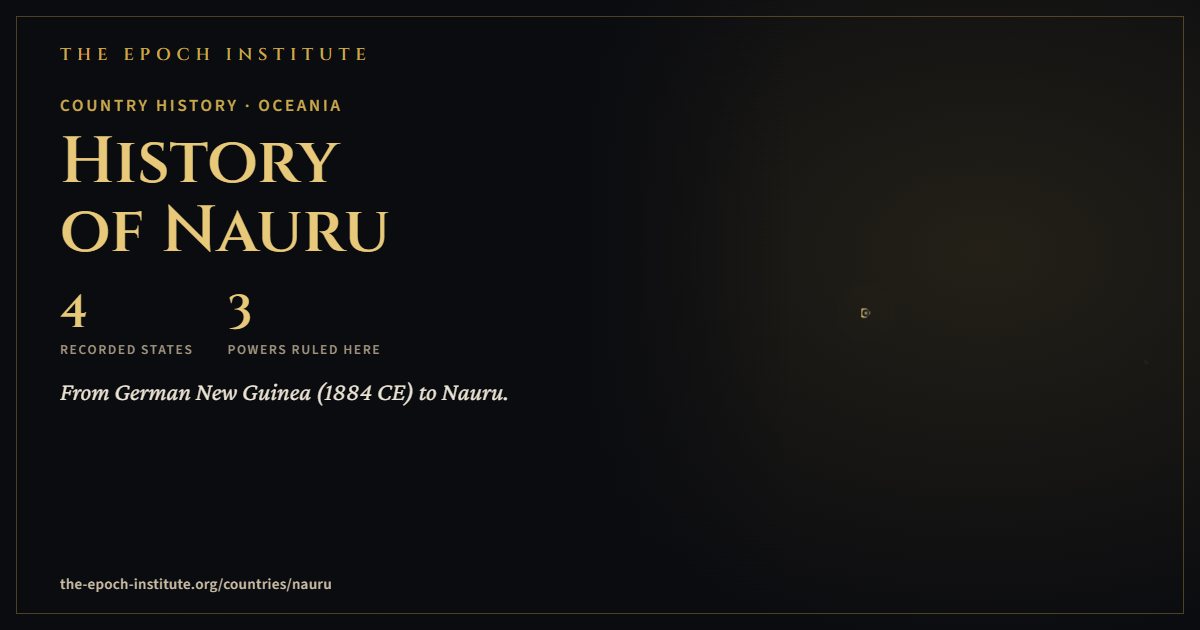 THE EPOCH INSTITUTE
COUNTRY HISTORY · OCEANIA
History
of Nauru
4
RECORDED STATES
3
POWERS RULED HERE
From German New Guinea (1884 CE) to Nauru.
the-epoch-institute.org/countries/nauru